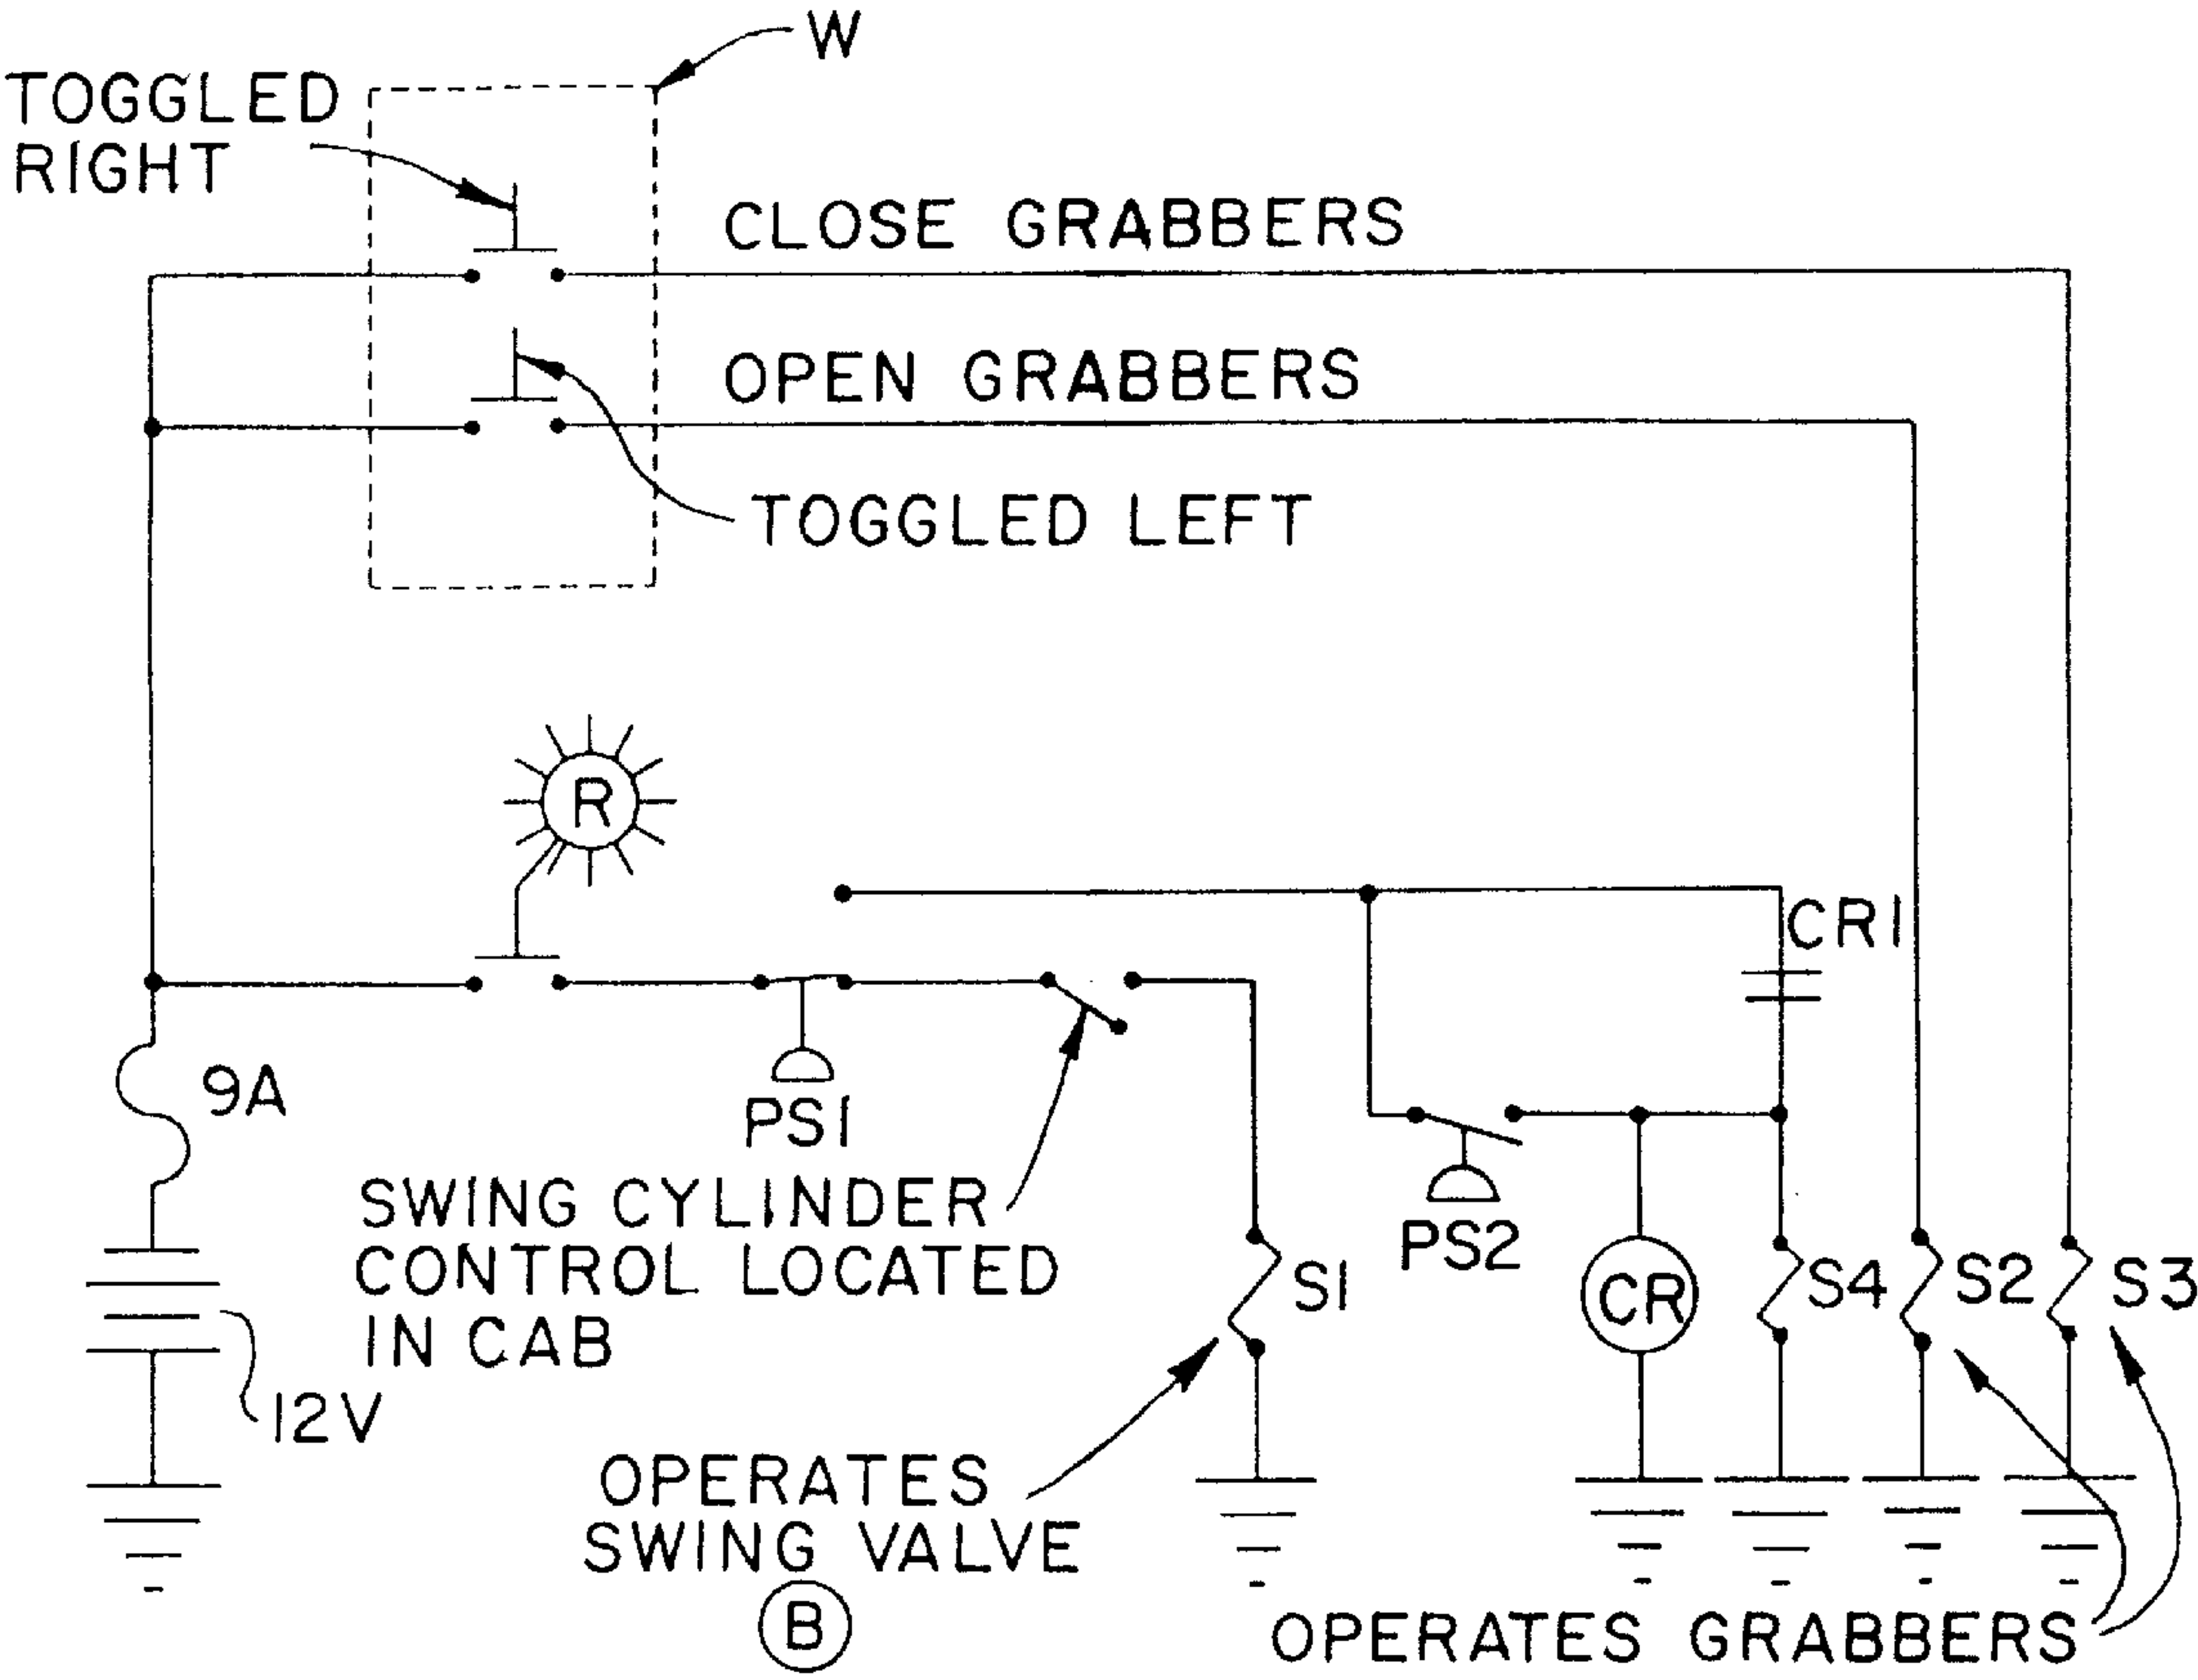 W
TOGGLED
RIGHT
CLOSE GRABBERS
OPEN GRABBERS
TOGGLED LEFT
R
CR1
9A
PS1
SWING CYLINDER
CONTROL LOCATED
IN CAB
PS2
S1
CR
S4
S2
S3
12V
OPERATES
SWING VALVE
B
OPERATES GRABBERS